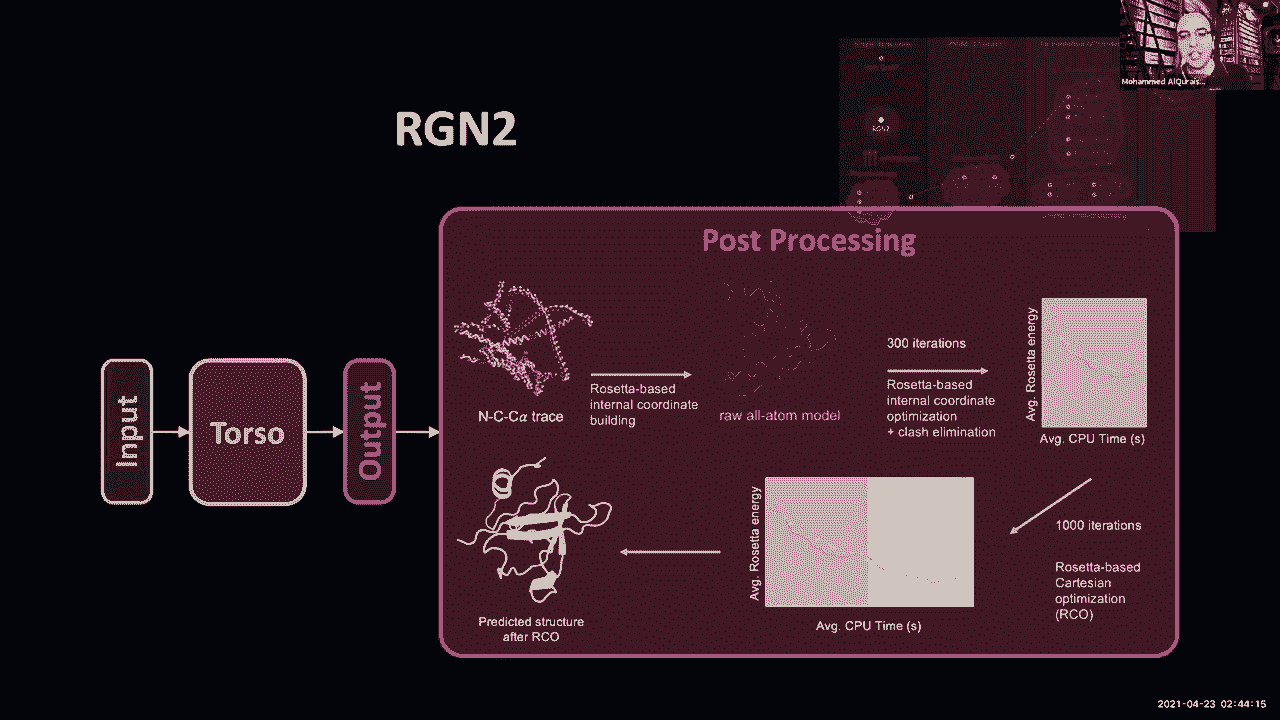 Mohammed AlQurais...
RGN2
RGN2
Post Processing
Input
Torso
Output
N-C-Cα trace
Rosetta-based
internal coordinate
building
raw all-atom model
300 iterations
Rosetta-based
internal coordinate
optimization
+ clash elimination
Avg. Rosetta energy
Avg. CPU Time (s)
1000 iterations
Rosetta-based
Cartesian
optimization
(RCO)
Avg. Rosetta energy
Avg. CPU Time (s)
Predicted structure
after RCO
2021-04-23 02:44:15